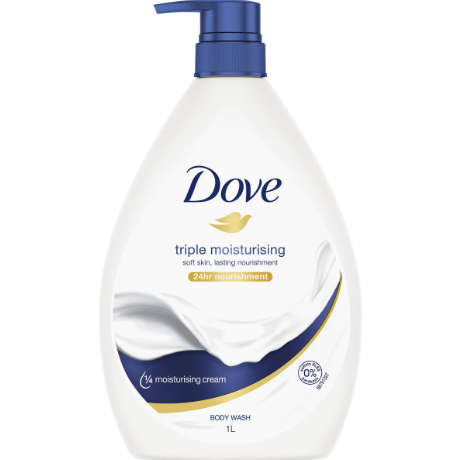 Dove
triple moisturising
soft skin, lasting nourishment
24hr nourishment
¼ moisturising cream
0%
BODY WASH
1L